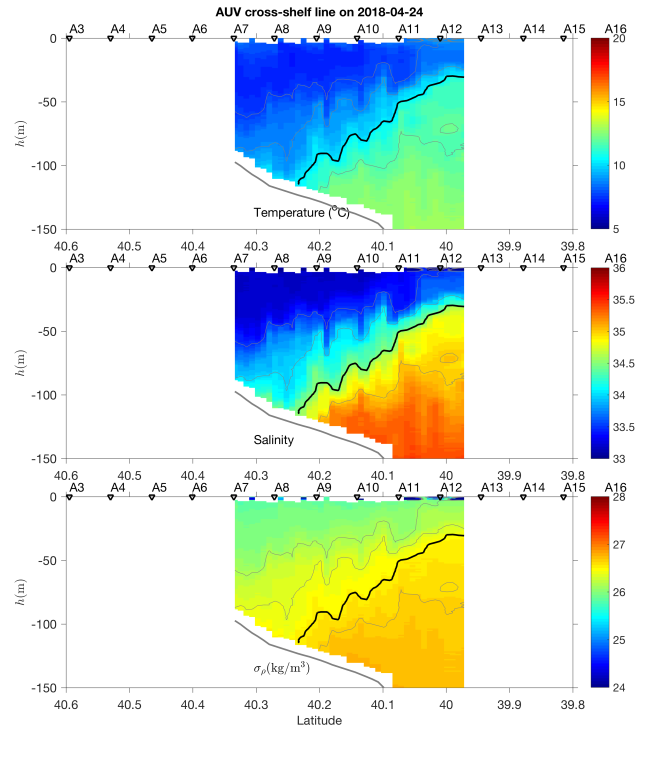 AUV cross-shelf line on 2018-04-24
A3 A4 A5 A6 A7 A8 A9 A10 A11 A12 A13 A14 A15 A16
0
-50
-100
-150
h(m)
Temperature (°C)
40.6 40.5 40.4 40.3 40.2 40.1 40 39.9 39.8
20
15
10
5
A3 A4 A5 A6 A7 A8 A9 A10 A11 A12 A13 A14 A15 A16
0
-50
-100
-150
h(m)
Salinity
40.6 40.5 40.4 40.3 40.2 40.1 40 39.9 39.8
36
35.5
35
34.5
34
33.5
33
A3 A4 A5 A6 A7 A8 A9 A10 A11 A12 A13 A14 A15 A16
0
-50
-100
-150
h(m)
σρ(kg/m³)
40.6 40.5 40.4 40.3 40.2 40.1 40 39.9 39.8
Latitude
28
27
26
25
24